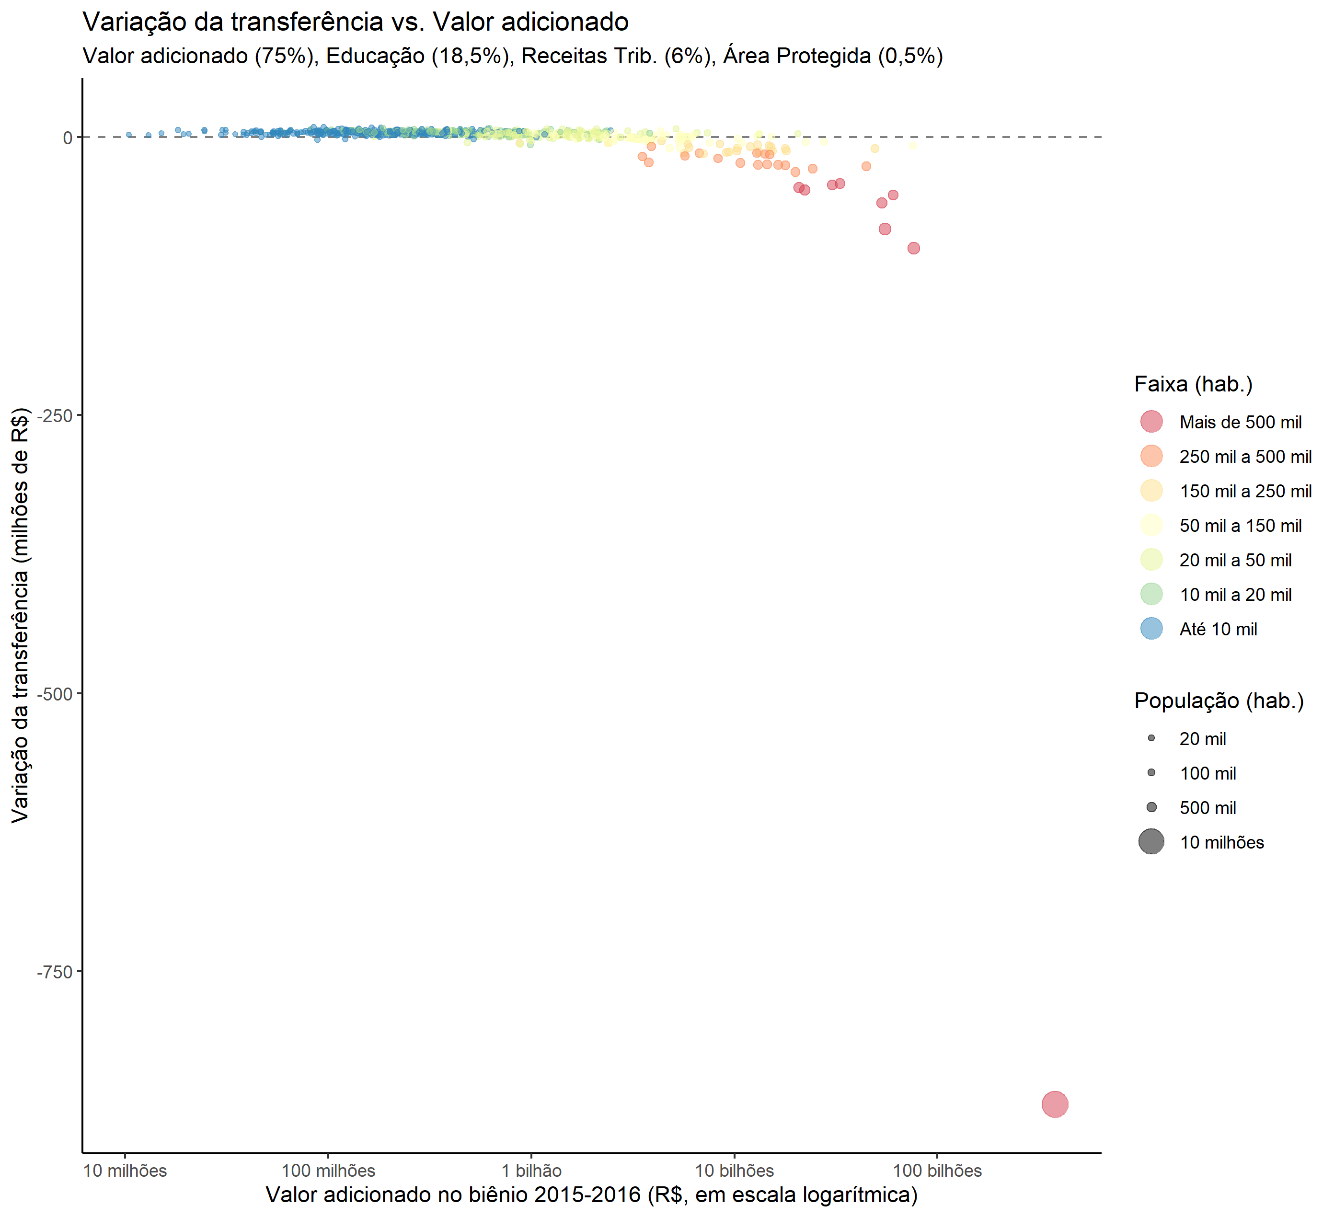 Variação da transferência vs. Valor adicionado
Valor adicionado (75%), Educação (18,5%), Receitas Trib. (6%), Área Protegida (0,5%)
Variação da transferência (milhões de R$)
0
-250
-500
-750
10 milhões
100 milhões
1 bilhão
10 bilhões
100 bilhões
Valor adicionado no biênio 2015-2016 (R$, em escala logarítmica)
Faixa (hab.)
Mais de 500 mil
250 mil a 500 mil
150 mil a 250 mil
50 mil a 150 mil
20 mil a 50 mil
10 mil a 20 mil
Até 10 mil
População (hab.)
20 mil
100 mil
500 mil
10 milhões